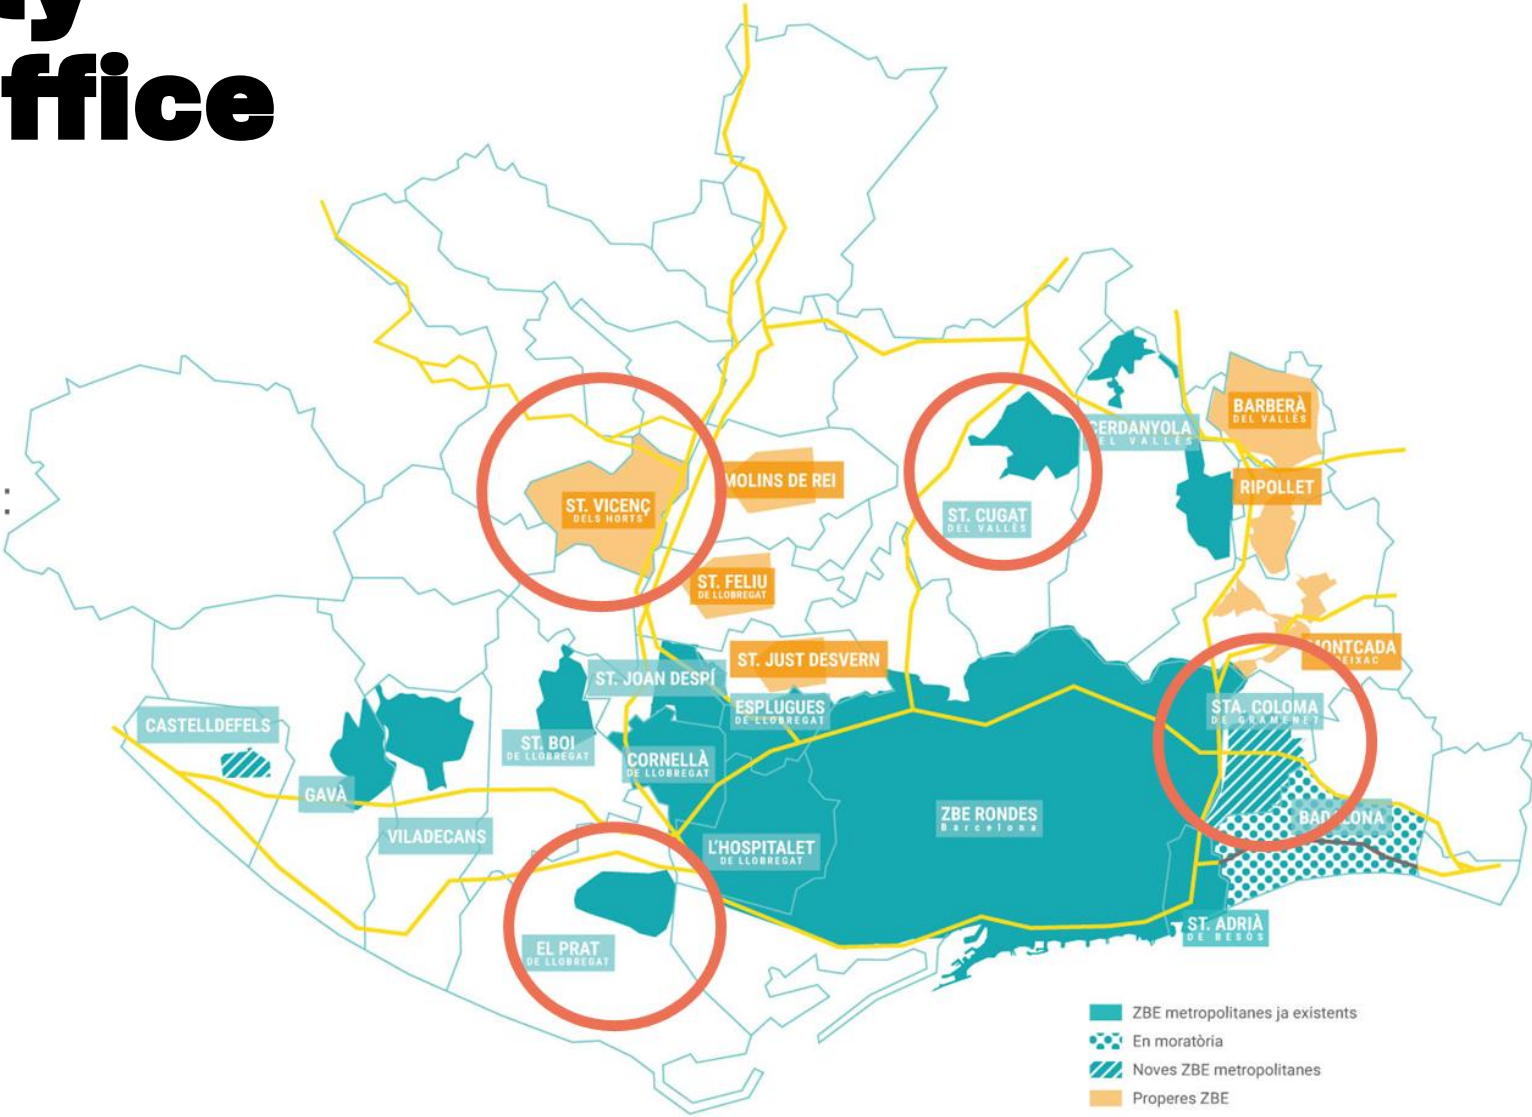 ffice
:
BARBERÀ
DEL VALLÈS
CERDANYOLA
DEL VALLÈS
MOLINS DE REI
RIPOLLET
ST. VICENÇ
DELS HORTS
ST. CUGAT
DEL VALLÈS
ST. FELIU
DE LLOBREGAT
MONTCADA
REIXAC
ST. JUST DESVERN
ST. JOAN DESPÍ
ESPLUGUES
DE LLOBREGAT
STA. COLOMA
DE GRAMENET
CASTELLDEFELS
ST. BOI
DE LLOBREGAT
CORNELLÀ
DE LLOBREGAT
GAVÀ
ZBE RONDES
Barcelona
BADALONA
VILADECANS
L'HOSPITALET
DE LLOBREGAT
ST. ADRIÀ
DE BESÒS
EL PRAT
DE LLOBREGAT
ZBE metropolitanes ja existents
En moratòria
Noves ZBE metropolitanes
Properes ZBE